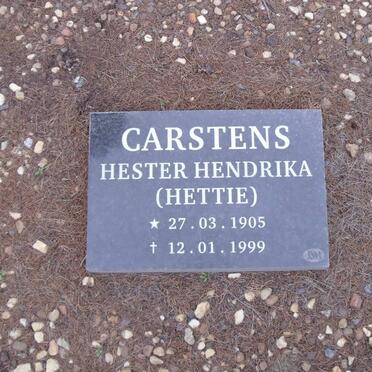 CARSTENS
HESTER HENDRIKA
(HETTIE)
★ 27.03.1905
† 12.01.1999